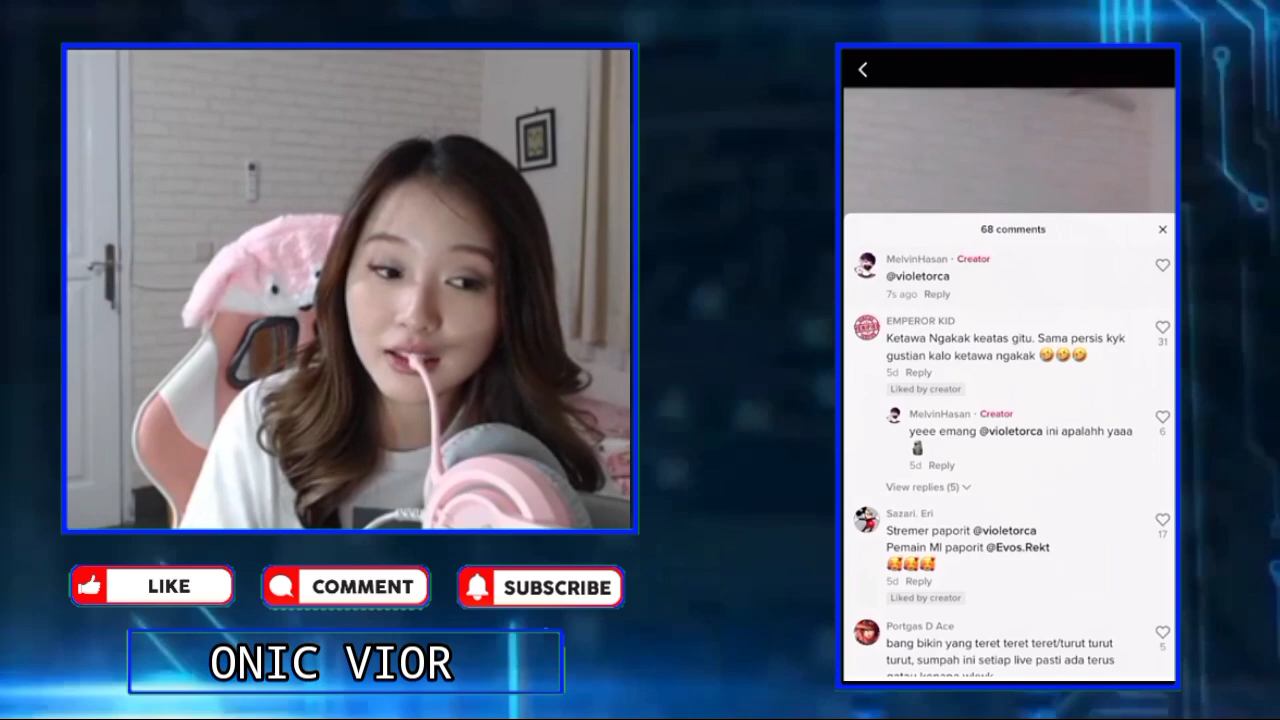 68 comments
MelvinHasan · Creator
@violetorca
7s ago Reply
EMPEROR KID
Ketawa Ngakak keatas gitu. Sama persis kyk
gustian kalo ketawa ngakak 🤣🤣🤣
31
5d Reply
Liked by creator
MelvinHasan · Creator
yeee emang @violetorca ini apalahh yaaa
6
5d Reply
View replies (5)
Sazari. Eri
Stremer paporit @violetorca
17
Pemain Ml paporit @Evos.Rekt
🥰🥰🥰
5d Reply
Liked by creator
Portgas D Ace
bang bikin yang teret teret teret/turut turut
5
turut, sumpah ini setiap live pasti ada terus
LIKE
COMMENT
SUBSCRIBE
ONIC VIOR